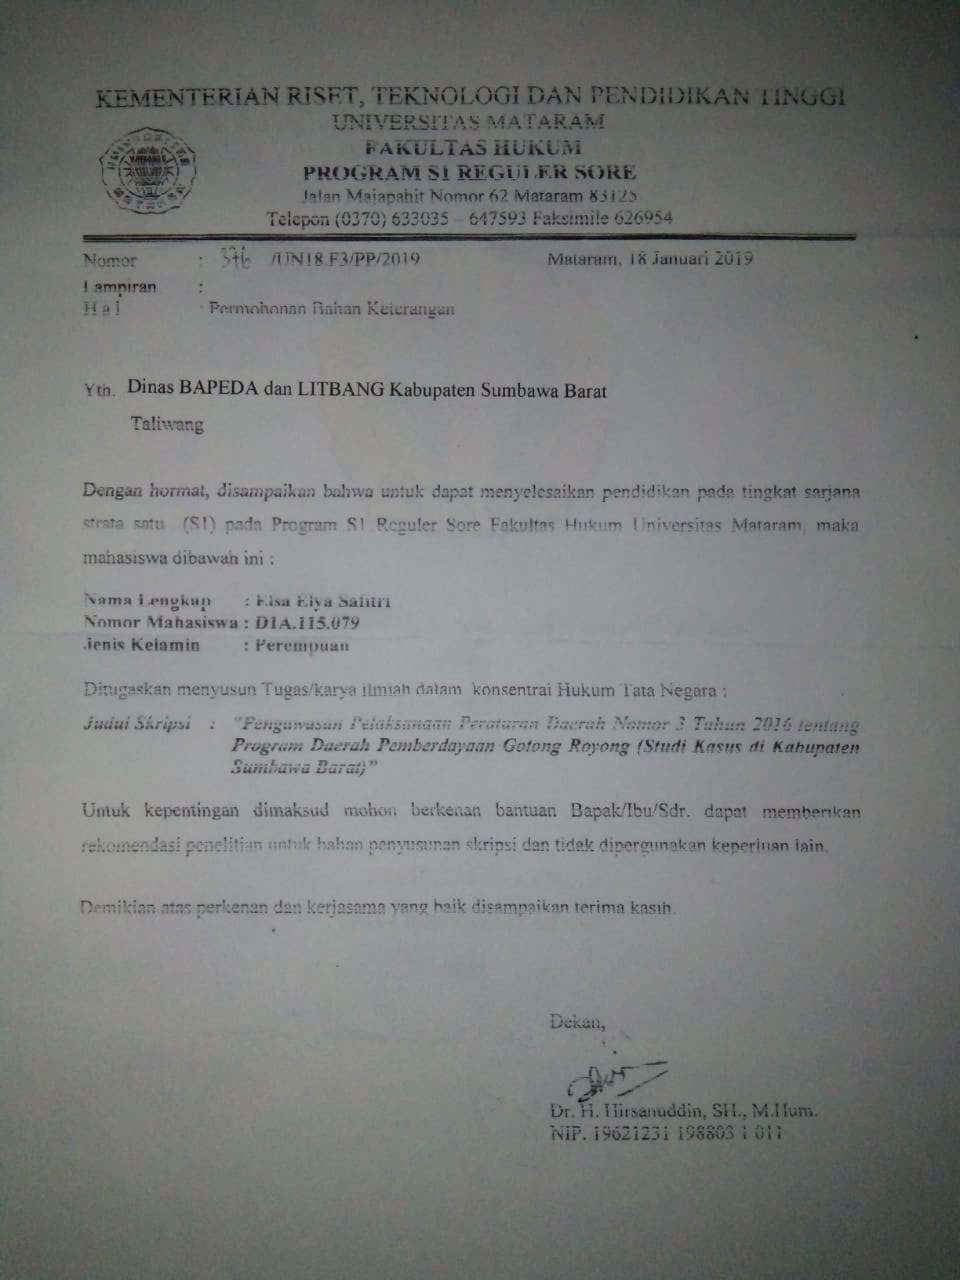 KEMENTERIAN RISET, TEKNOLOGI DAN PENDIDIKAN TINGGI
UNIVERSITAS MATARAM
FAKULTAS HUKUM
PROGRAM S1 REGULER SORE
Jalan Majapahit Nomor 62 Mataram 83125
Telepon (0370) 633035 – 647593 Faksimile 626954
Nomor : /UN18.F3/PP/2019 Mataram, 18 Januari 2019
Lampiran :
H a l : Permohonan Bahan Keterangan
Yth. Dinas BAPEDA dan LITBANG Kabupaten Sumbawa Barat
Taliwang
Dengan hormat, disampaikan bahwa untuk dapat menyelesaikan pendidikan pada tingkat sarjana
strata satu (S1) pada Program S1 Reguler Sore Fakultas Hukum Universitas Mataram, maka
mahasiswa dibawah ini :
Nama Lengkap : Elsa Elya Safitri
Nomor Mahasiswa : D1A.115.079
Jenis Kelamin : Perempuan
Ditugaskan menyusun Tugas/karya ilmiah dalam konsentrai Hukum Tata Negara :
Judul Skripsi : "Pengawasan Pelaksanaan Peraturan Daerah Nomor 3 Tahun 2016 tentang
Program Daerah Pemberdayaan Gotong Royong (Studi Kasus di Kabupaten
Sumbawa Barat)"
Untuk kepentingan dimaksud mohon berkenan bantuan Bapak/Ibu/Sdr. dapat memberikan
rekomendasi penelitian untuk bahan penyusunan skripsi dan tidak dipergunakan keperluan lain.
Demikian atas perkenan dan kerjasama yang baik disampaikan terima kasih.
Dekan,
Dr. H. Hirsanuddin, SH., M.Hum.
NIP. 19621231 198803 1 011